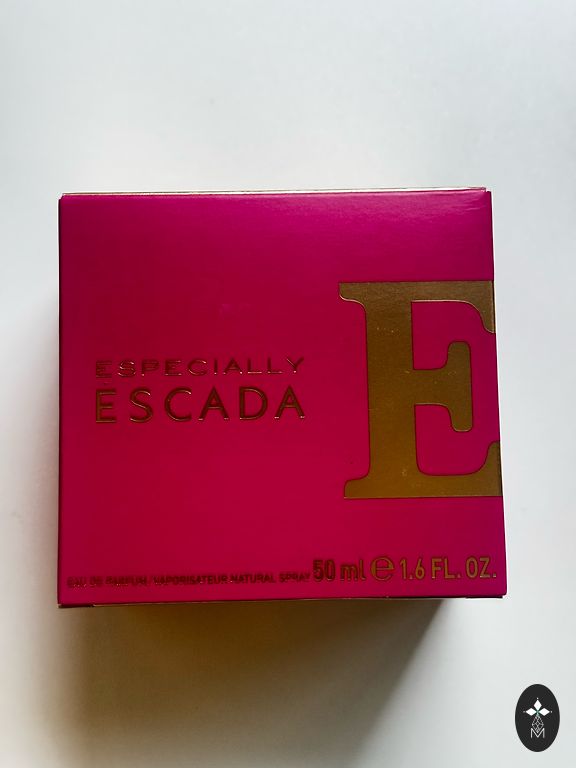 E
ESPECIALLY
ESCADA
EAU DE PARFUM, VAPORISATEUR NATURAL SPRAY 50 ml ℮ 1.6 FL. OZ.
M